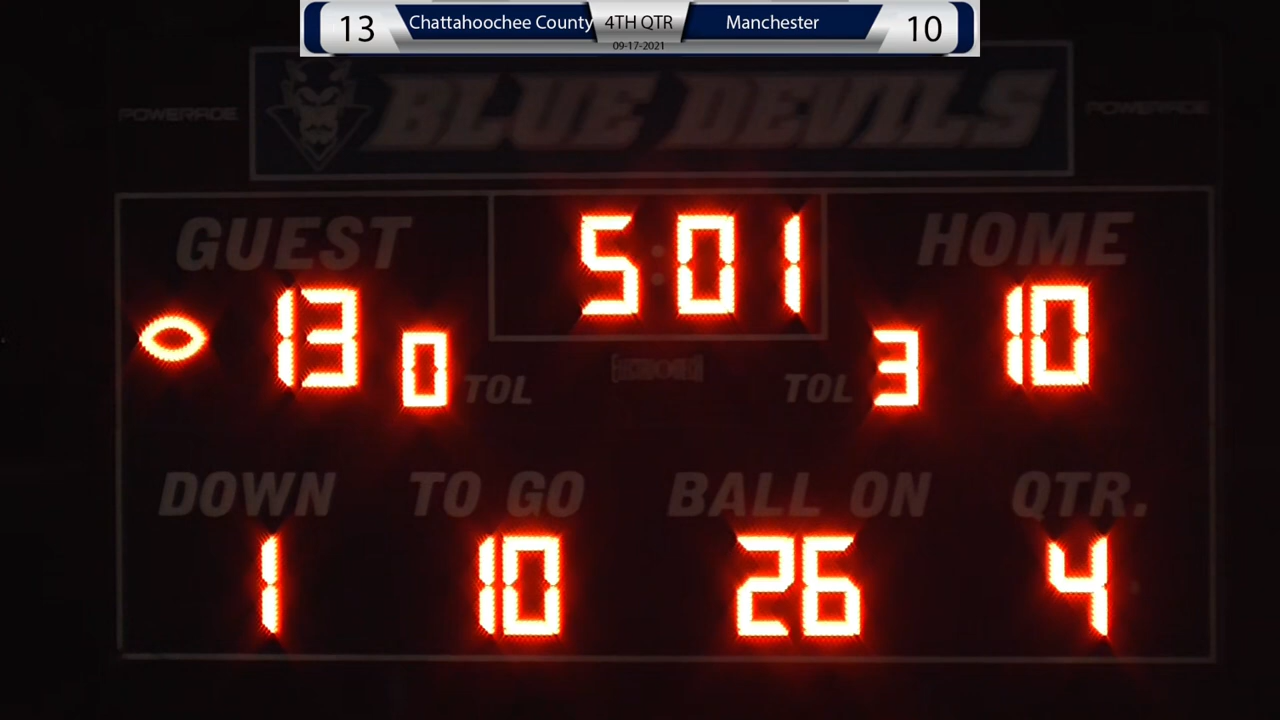 13 Chattahoochee County 4TH QTR Manchester 10
09-17-2021
POWERADE BLUE DEVILS POWERADE
GUEST 5:01 HOME
13 0 TOL TOL 3 10
DOWN TO GO BALL ON QTR.
1 10 26 4